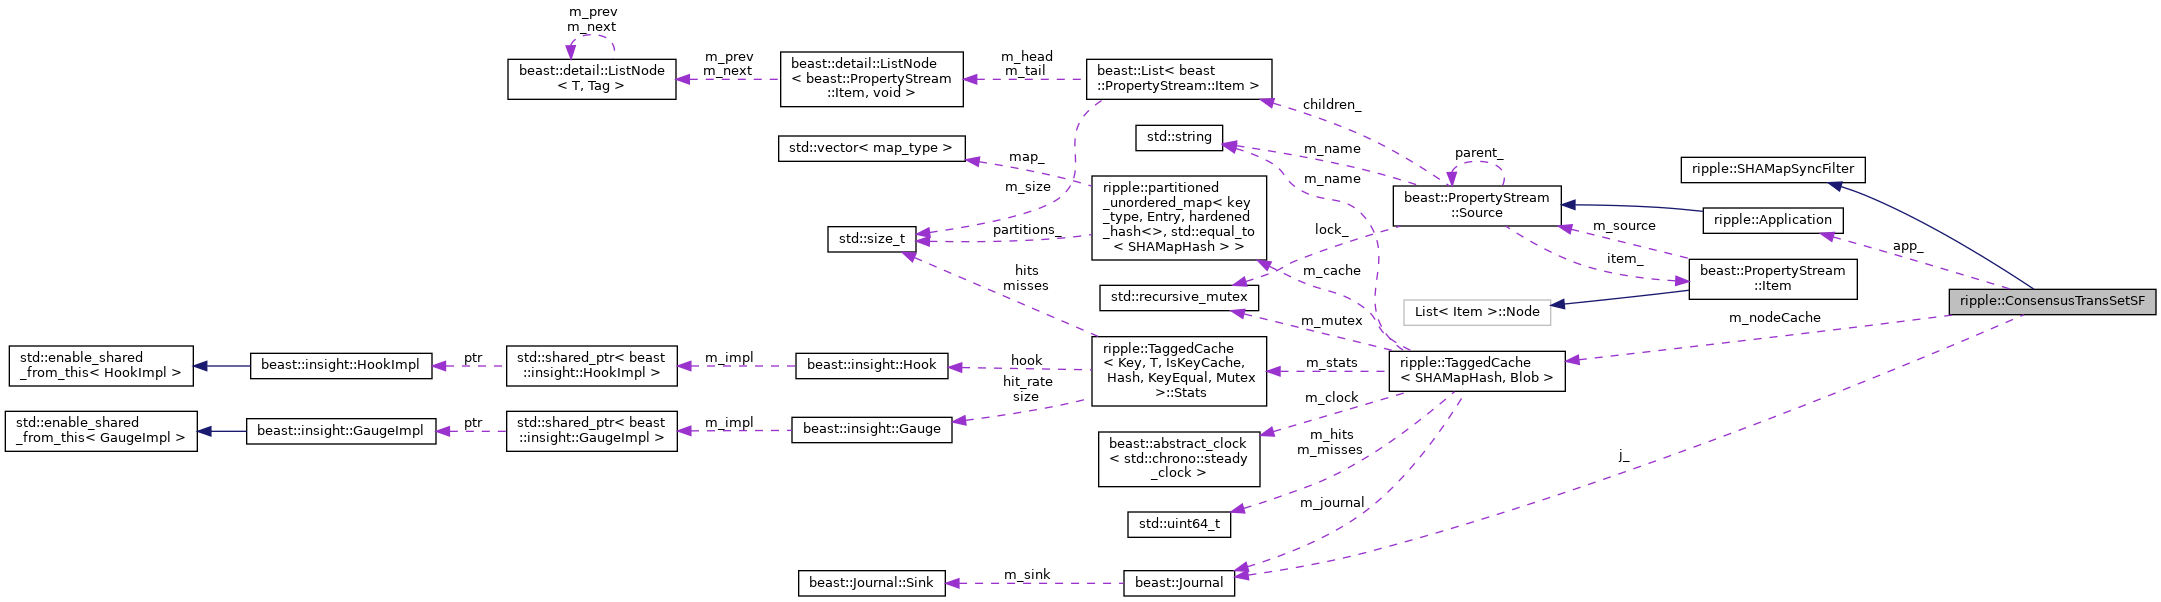 m_prev
m_next
beast::detail::ListNode
< T, Tag >
m_prev
m_next
beast::detail::ListNode
< beast::PropertyStream
::Item, void >
m_head
m_tail
beast::List< beast
::PropertyStream::Item >
children_
std::string
std::vector< map_type >
map_
m_size
m_name
m_name
parent_
ripple::SHAMapSyncFilter
ripple::partitioned
_unordered_map< key
_type, Entry, hardened
_hash<>, std::equal_to
< SHAMapHash > >
beast::PropertyStream
::Source
ripple::Application
std::size_t
partitions_
lock_
m_source
app_
item_
hits
misses
m_cache
beast::PropertyStream
::Item
std::recursive_mutex
List< Item >::Node
ripple::ConsensusTransSetSF
m_mutex
m_nodeCache
std::enable_shared
_from_this< HookImpl >
beast::insight::HookImpl
ptr
std::shared_ptr< beast
::insight::HookImpl >
m_impl
beast::insight::Hook
hook
ripple::TaggedCache
< Key, T, IsKeyCache,
Hash, KeyEqual, Mutex
>::Stats
m_stats
ripple::TaggedCache
< SHAMapHash, Blob >
hit_rate
size
m_clock
std::enable_shared
_from_this< GaugeImpl >
beast::insight::GaugeImpl
ptr
std::shared_ptr< beast
::insight::GaugeImpl >
m_impl
beast::insight::Gauge
beast::abstract_clock
< std::chrono::steady
_clock >
m_hits
m_misses
j_
m_journal
std::uint64_t
beast::Journal::Sink
m_sink
beast::Journal